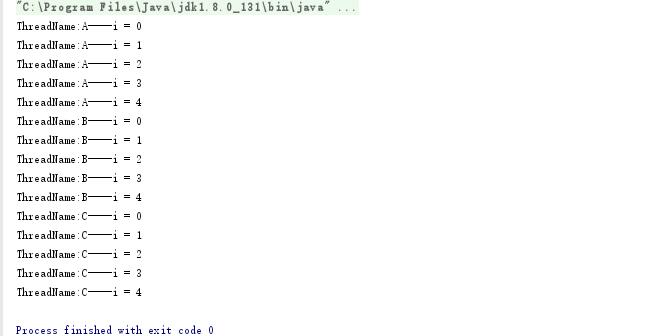 "C:\Program Files\Java\jdk1.8.0_131\bin\java" ...
ThreadName:A————i = 0
ThreadName:A————i = 1
ThreadName:A————i = 2
ThreadName:A————i = 3
ThreadName:A————i = 4
ThreadName:B————i = 0
ThreadName:B————i = 1
ThreadName:B————i = 2
ThreadName:B————i = 3
ThreadName:B————i = 4
ThreadName:C————i = 0
ThreadName:C————i = 1
ThreadName:C————i = 2
ThreadName:C————i = 3
ThreadName:C————i = 4
Process finished with exit code 0